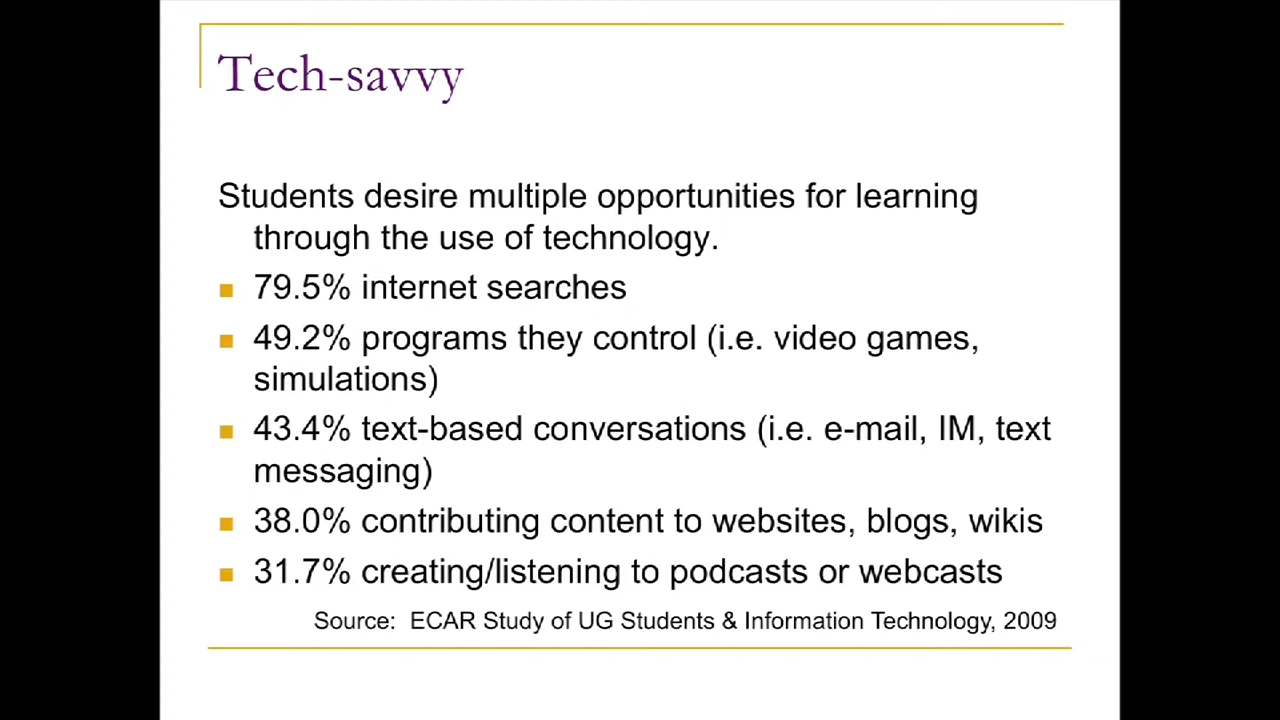 Tech-savvy
Students desire multiple opportunities for learning
through the use of technology.
79.5% internet searches
49.2% programs they control (i.e. video games,
simulations)
43.4% text-based conversations (i.e. e-mail, IM, text
messaging)
38.0% contributing content to websites, blogs, wikis
31.7% creating/listening to podcasts or webcasts
Source: ECAR Study of UG Students & Information Technology, 2009